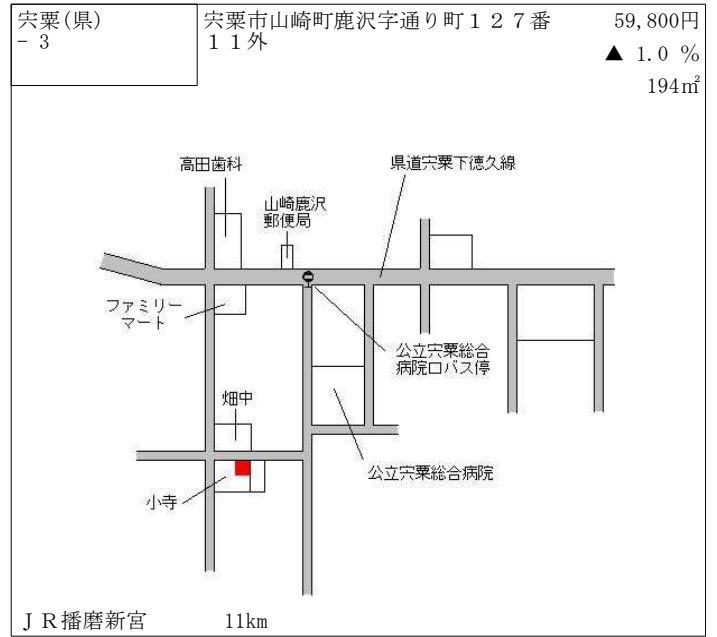 宍粟(県)
- 3
宍粟市山崎町鹿沢字通り町１２７番
１１外
59,800円
▲ 1.0 %
194㎡
高田歯科
県道宍粟下徳久線
山崎鹿沢
郵便局
ファミリー
マート
公立宍粟総合
病院口バス停
畑中
公立宍粟総合病院
小寺
ＪＲ播磨新宮
11km